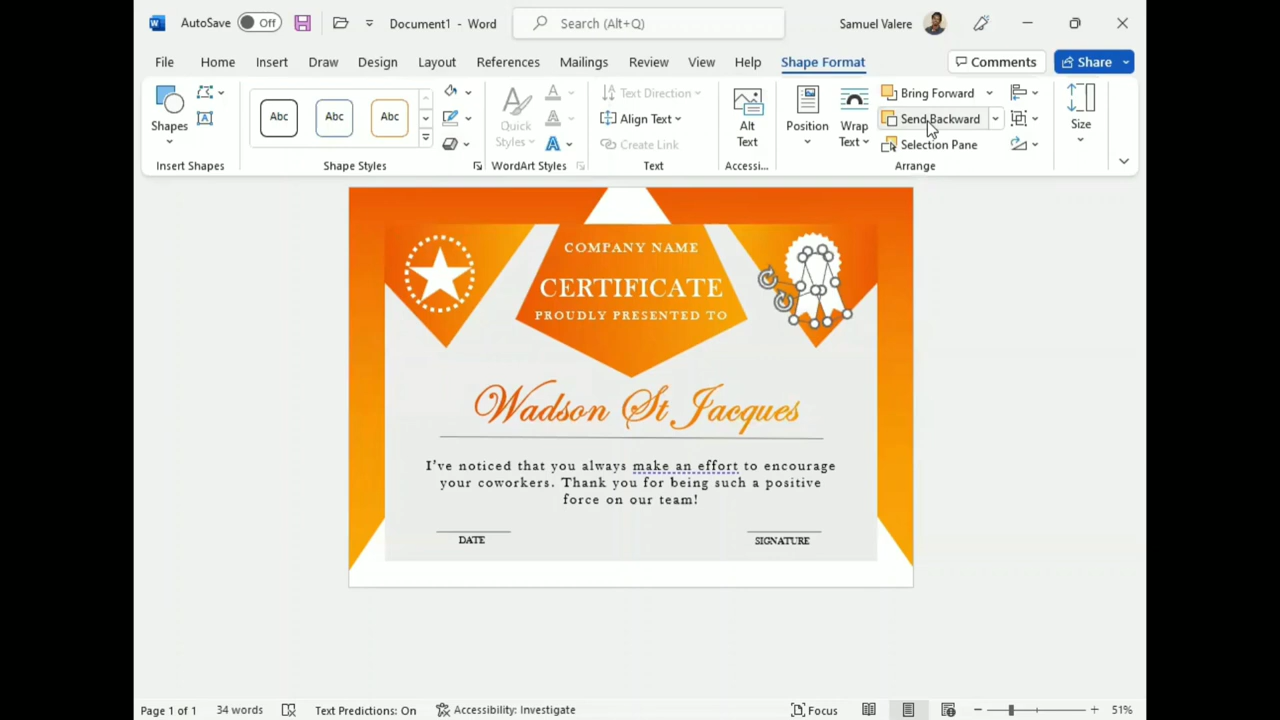 AutoSave Off Document1 - Word Search (Alt+Q) Samuel Valere
File Home Insert Draw Design Layout References Mailings Review View Help Shape Format Comments Share
Shapes
Insert Shapes
Abc Abc Abc
Shape Styles
Quick Styles
WordArt Styles
Text Direction
Align Text
Create Link
Text
Alt Text
Accessi...
Position
Wrap Text
Bring Forward
Send Backward
Selection Pane
Arrange
Size
COMPANY NAME
CERTIFICATE
PROUDLY PRESENTED TO
Wadson St Jacques
I've noticed that you always make an effort to encourage
your coworkers. Thank you for being such a positive
force on our team!
DATE SIGNATURE
Page 1 of 1 34 words Text Predictions: On Accessibility: Investigate Focus 51%